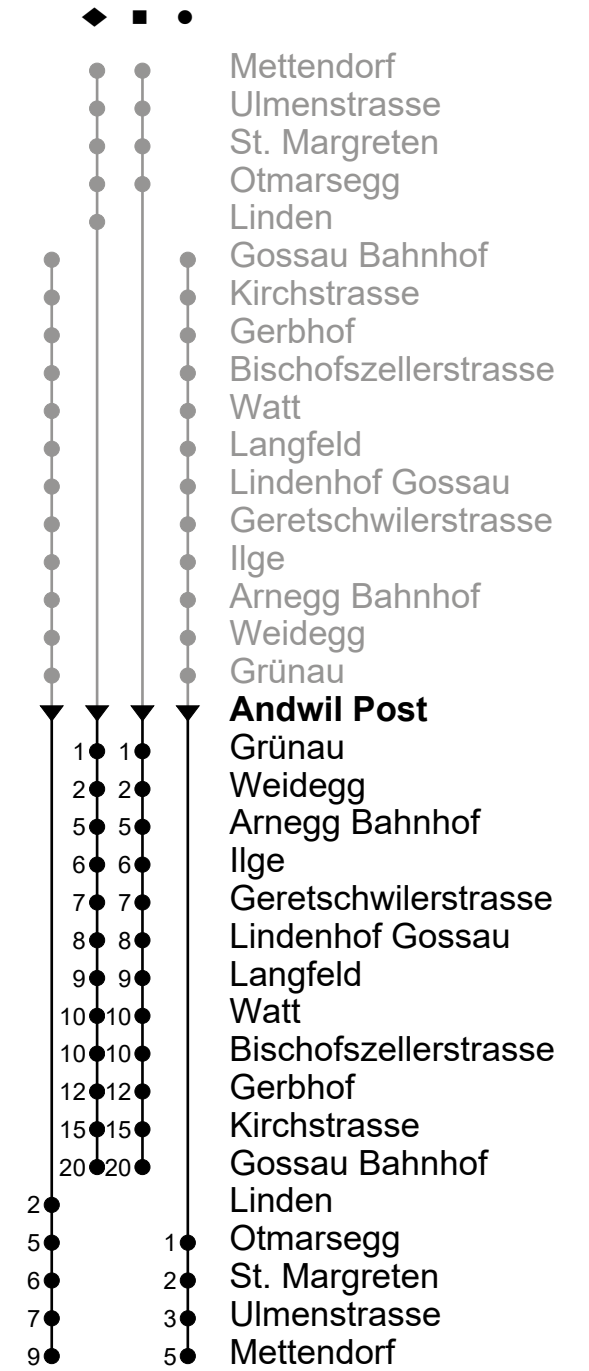 ◆ ■ ●
Mettendorf
Ulmenstrasse
St. Margreten
Otmarsegg
Linden
Gossau Bahnhof
Kirchstrasse
Gerbhof
Bischofszellerstrasse
Watt
Langfeld
Lindenhof Gossau
Geretschwilerstrasse
Ilge
Arnegg Bahnhof
Weidegg
Grünau
Andwil Post
1 1 Grünau
2 2 Weidegg
5 5 Arnegg Bahnhof
6 6 Ilge
7 7 Geretschwilerstrasse
8 8 Lindenhof Gossau
9 9 Langfeld
10 10 Watt
10 10 Bischofszellerstrasse
12 12 Gerbhof
15 15 Kirchstrasse
20 20 Gossau Bahnhof
2 Linden
5 1 Otmarsegg
6 2 St. Margreten
7 3 Ulmenstrasse
9 5 Mettendorf